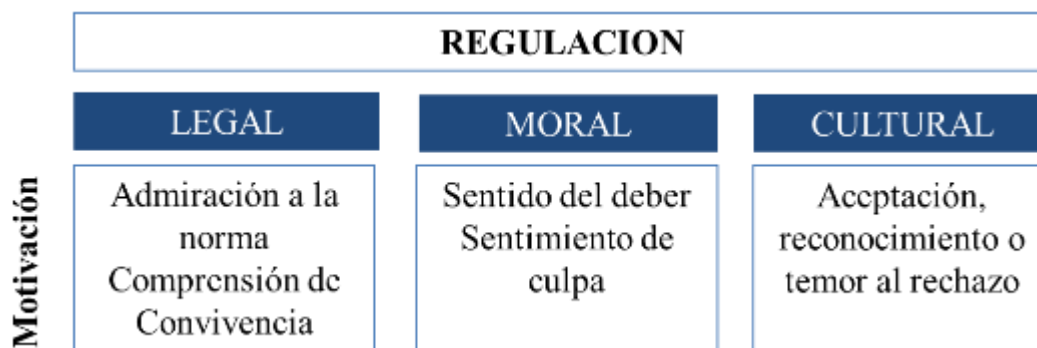 REGULACION
LEGAL
MORAL
CULTURAL
Motivación
Admiración a la
norma
Comprensión de
Convivencia
Sentido del deber
Sentimiento de
culpa
Aceptación,
reconocimiento o
temor al rechazo